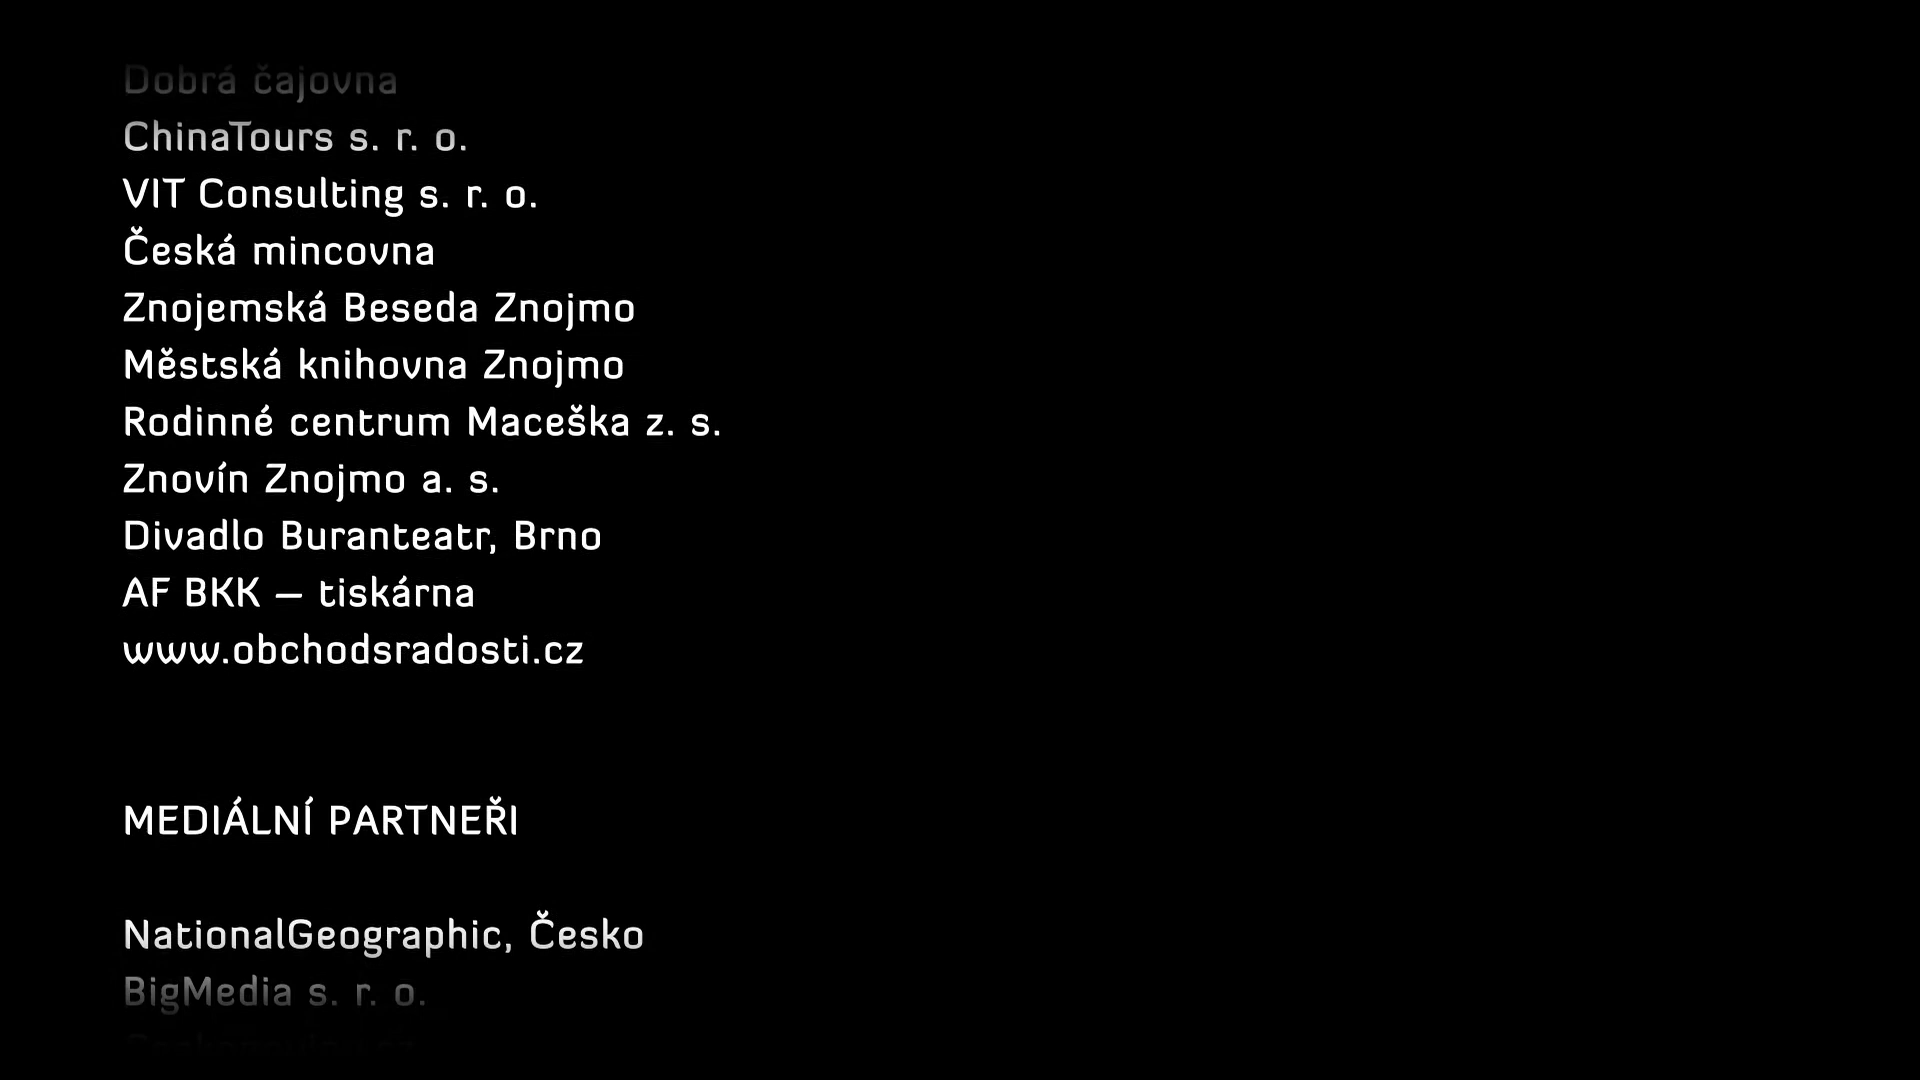 Dobrá čajovna
ChinaTours s. r. o.
VIT Consulting s. r. o.
Česká mincovna
Znojemská Beseda Znojmo
Městská knihovna Znojmo
Rodinné centrum Maceška z. s.
Znovín Znojmo a. s.
Divadlo Buranteatr, Brno
AF BKK – tiskárna
www.obchodsradosti.cz
MEDIÁLNÍ PARTNEŘI
NationalGeographic, Česko
BigMedia s. r. o.